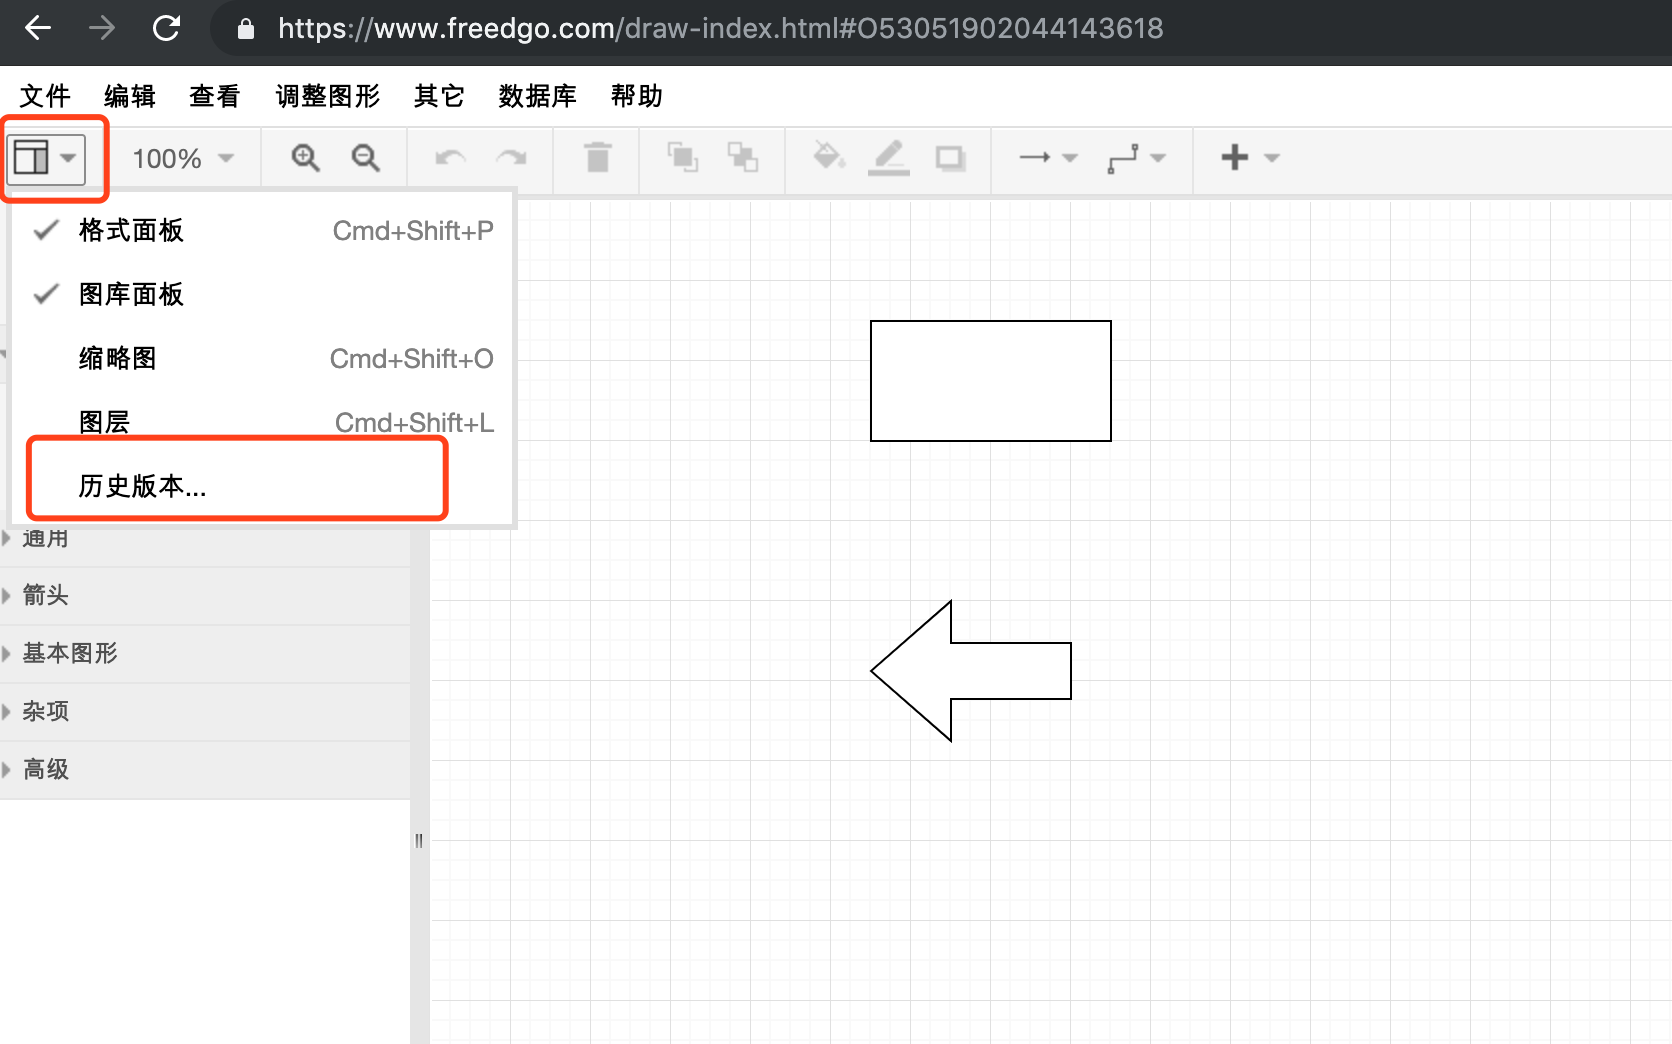 https://www.freedgo.com/draw-index.html#O53051902044143618
文件 编辑 查看 调整图形 其它 数据库 帮助
100%
格式面板 Cmd+Shift+P
图库面板
缩略图 Cmd+Shift+O
图层 Cmd+Shift+L
历史版本...
通用
箭头
基本图形
杂项
高级